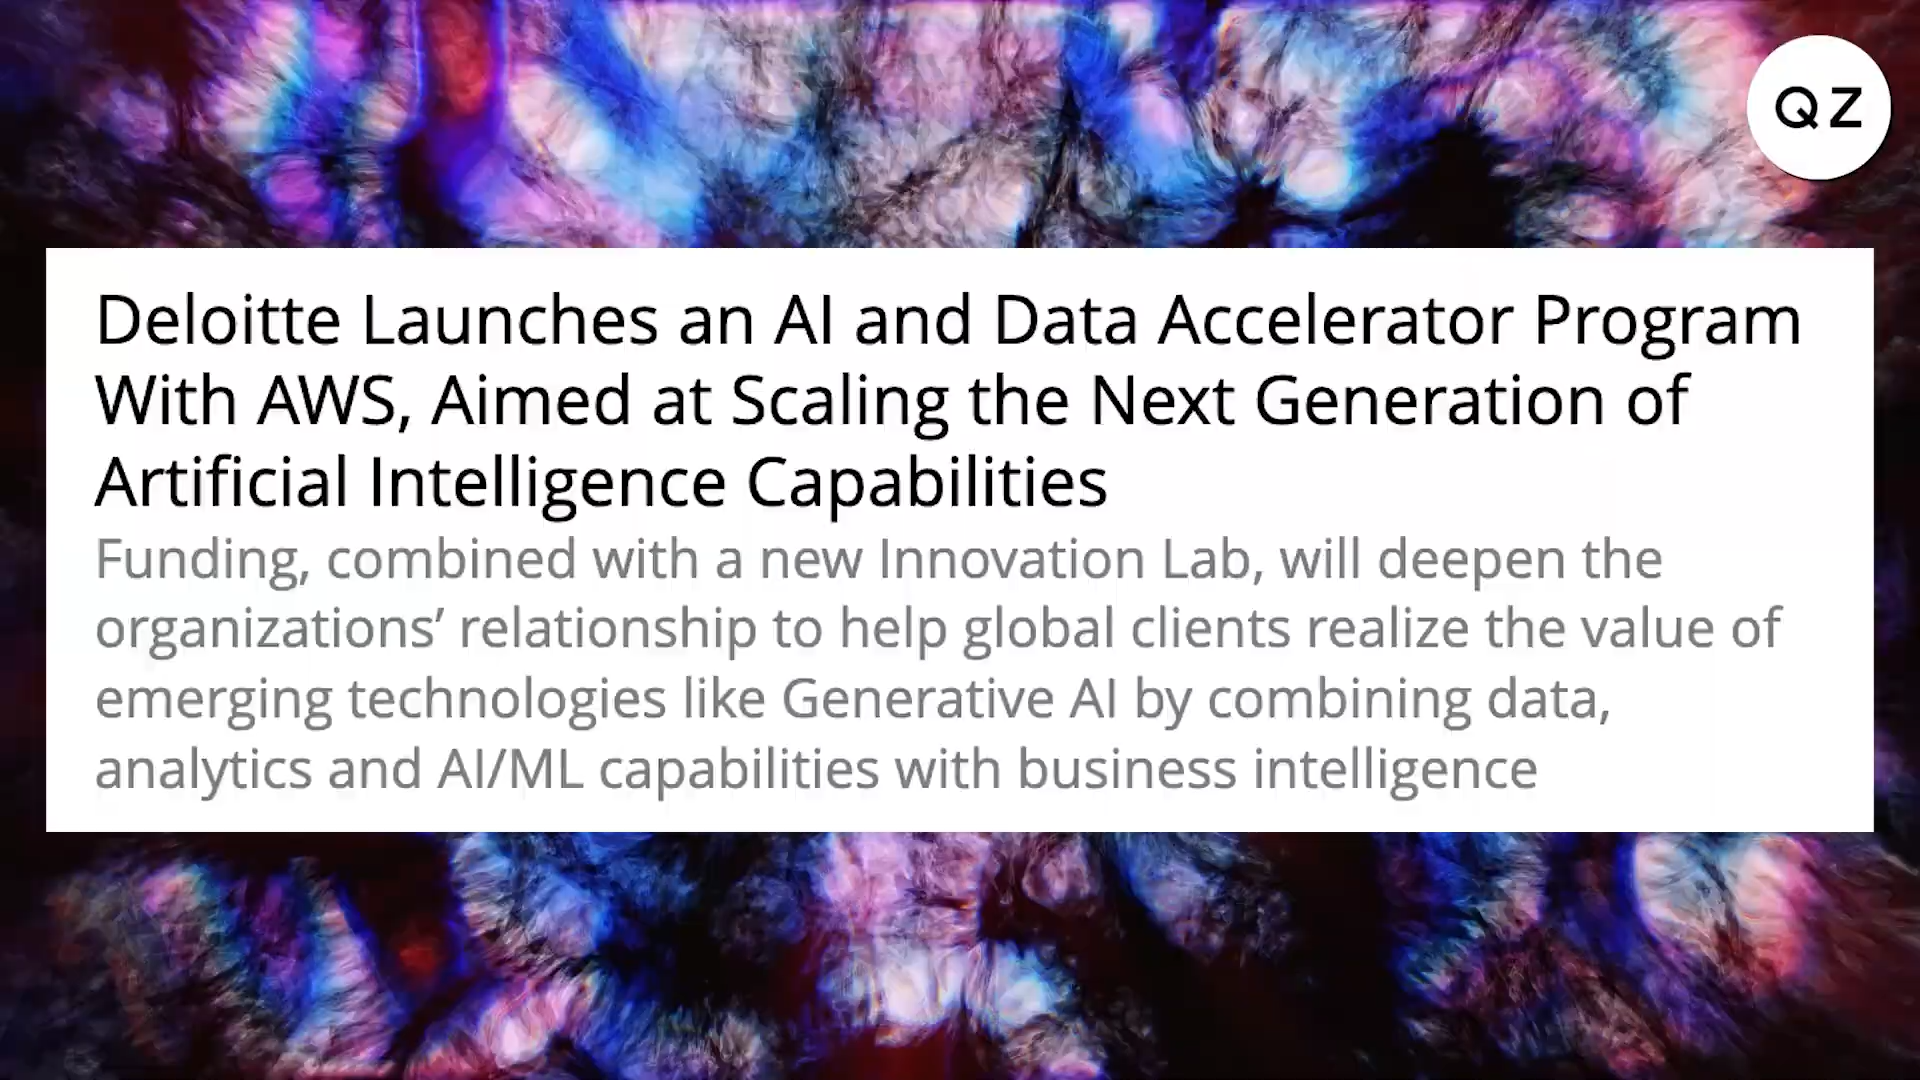 QZ
Deloitte Launches an AI and Data Accelerator Program
With AWS, Aimed at Scaling the Next Generation of
Artificial Intelligence Capabilities
Funding, combined with a new Innovation Lab, will deepen the
organizations’ relationship to help global clients realize the value of
emerging technologies like Generative AI by combining data,
analytics and AI/ML capabilities with business intelligence